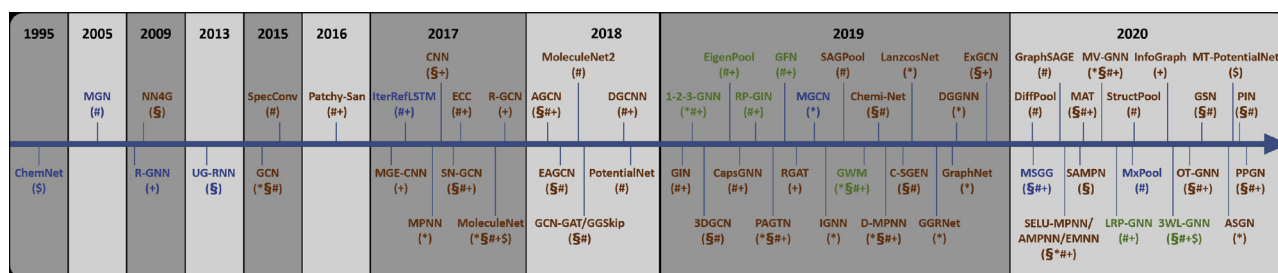 1995
2005
2009
2013
2015
2016
2017
2018
2019
2020
CNN
(§+)
MoleculeNet2
(#)
EigenPool
(#+)
GFN
(#+)
SAGPool
(#)
LanzcosNet
(*)
ExGCN
(§+)
GraphSAGE
(#)
MV-GNN
(*§#+)
InfoGraph
(+)
MT-PotentialNet
($)
MGN
(#)
NN4G
(§)
SpecConv
(#)
Patchy-San
(#+)
IterRefLSTM
(#+)
ECC
(#+)
R-GCN
(+)
AGCN
(§#+)
DGCNN
(#+)
1-2-3-GNN
(*#+)
RP-GIN
(#+)
MGCN
(*)
Chemi-Net
(§#)
DGGNN
(*)
DiffPool
(#)
MAT
(§#+)
StructPool
(#)
GSN
(§#)
PIN
(§#)
ChemNet
($)
R-GNN
(+)
UG-RNN
(§)
GCN
(*§#)
MGE-CNN
(+)
SN-GCN
(§#+)
EAGCN
(§#)
PotentialNet
(#)
GIN
(#+)
CapsGNN
(#+)
RGAT
(+)
GWM
(*§#+)
C-SGEN
(§#)
GraphNet
(*)
MSGG
(§#+)
SAMPN
(§)
MxPool
(#)
OT-GNN
(§#+)
PPGN
(§#)
MPNN
(*)
MoleculeNet
(*§#+$)
GCN-GAT/GGSkip
(§#)
3DGCN
(§#)
PAGTN
(*§#+)
IGNN
(*)
D-MPNN
(*§#+)
GGRNet
(*)
SELU-MPNN/
AMPNN/EMNN
(§*#+)
LRP-GNN
(#+)
3WL-GNN
(§#+$)
ASGN
(*)